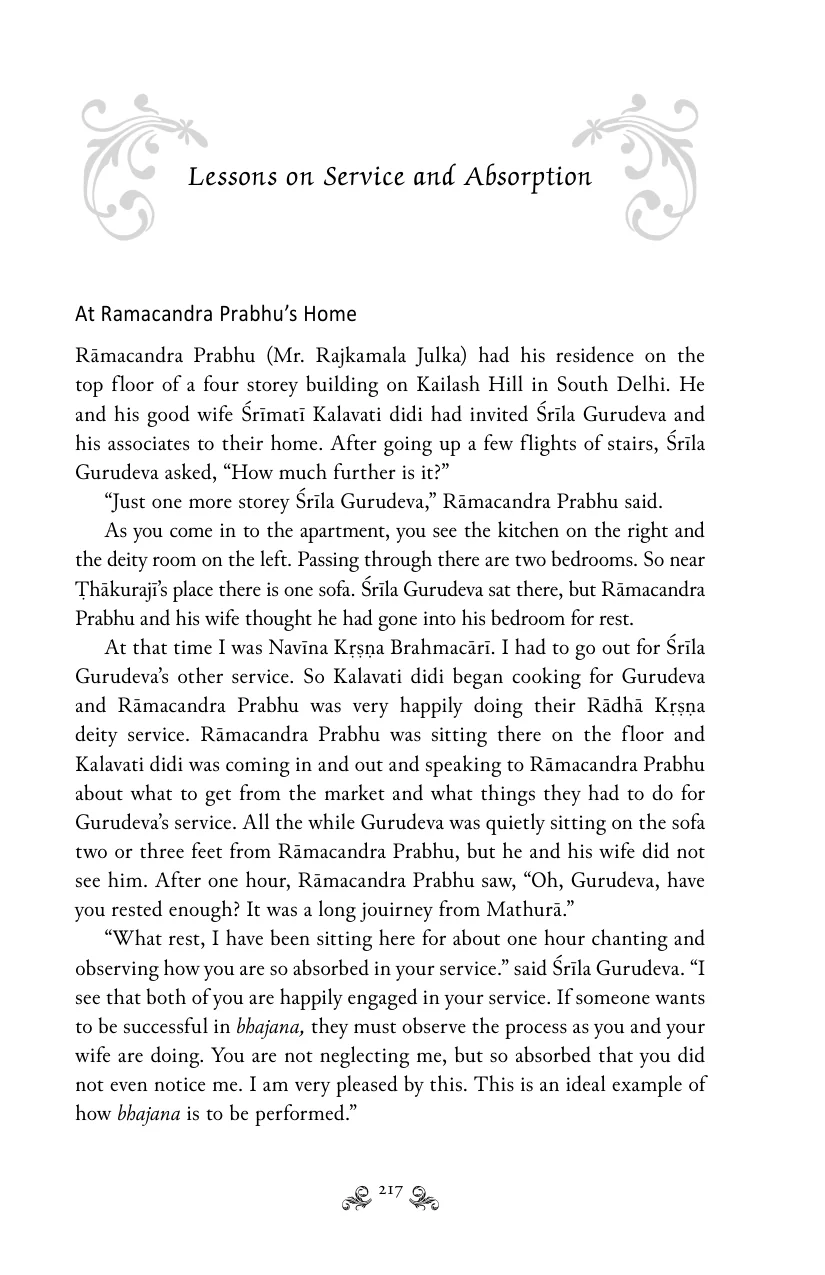 Lessons on Service and Absorption
At Ramacandra Prabhu’s Home
Rāmacandra Prabhu (Mr. Rajkamala Julka) had his residence on the
top floor of a four storey building on Kailash Hill in South Delhi. He
and his good wife Śrīmatī Kalavati didi had invited Śrīla Gurudeva and
his associates to their home. After going up a few flights of stairs, Śrīla
Gurudeva asked, “How much further is it?”
“Just one more storey Śrīla Gurudeva,” Rāmacandra Prabhu said.
As you come in to the apartment, you see the kitchen on the right and
the deity room on the left. Passing through there are two bedrooms. So near
Ṭhākurajī’s place there is one sofa. Śrīla Gurudeva sat there, but Rāmacandra
Prabhu and his wife thought he had gone into his bedroom for rest.
At that time I was Navīna Kṛṣṇa Brahmacārī. I had to go out for Śrīla
Gurudeva’s other service. So Kalavati didi began cooking for Gurudeva
and Rāmacandra Prabhu was very happily doing their Rādhā Kṛṣṇa
deity service. Rāmacandra Prabhu was sitting there on the floor and
Kalavati didi was coming in and out and speaking to Rāmacandra Prabhu
about what to get from the market and what things they had to do for
Gurudeva’s service. All the while Gurudeva was quietly sitting on the sofa
two or three feet from Rāmacandra Prabhu, but he and his wife did not
see him. After one hour, Rāmacandra Prabhu saw, “Oh, Gurudeva, have
you rested enough? It was a long jouirney from Mathurā.”
“What rest, I have been sitting here for about one hour chanting and
observing how you are so absorbed in your service.” said Śrīla Gurudeva. “I
see that both of you are happily engaged in your service. If someone wants
to be successful in bhajana, they must observe the process as you and your
wife are doing. You are not neglecting me, but so absorbed that you did
not even notice me. I am very pleased by this. This is an ideal example of
how bhajana is to be performed.”
217